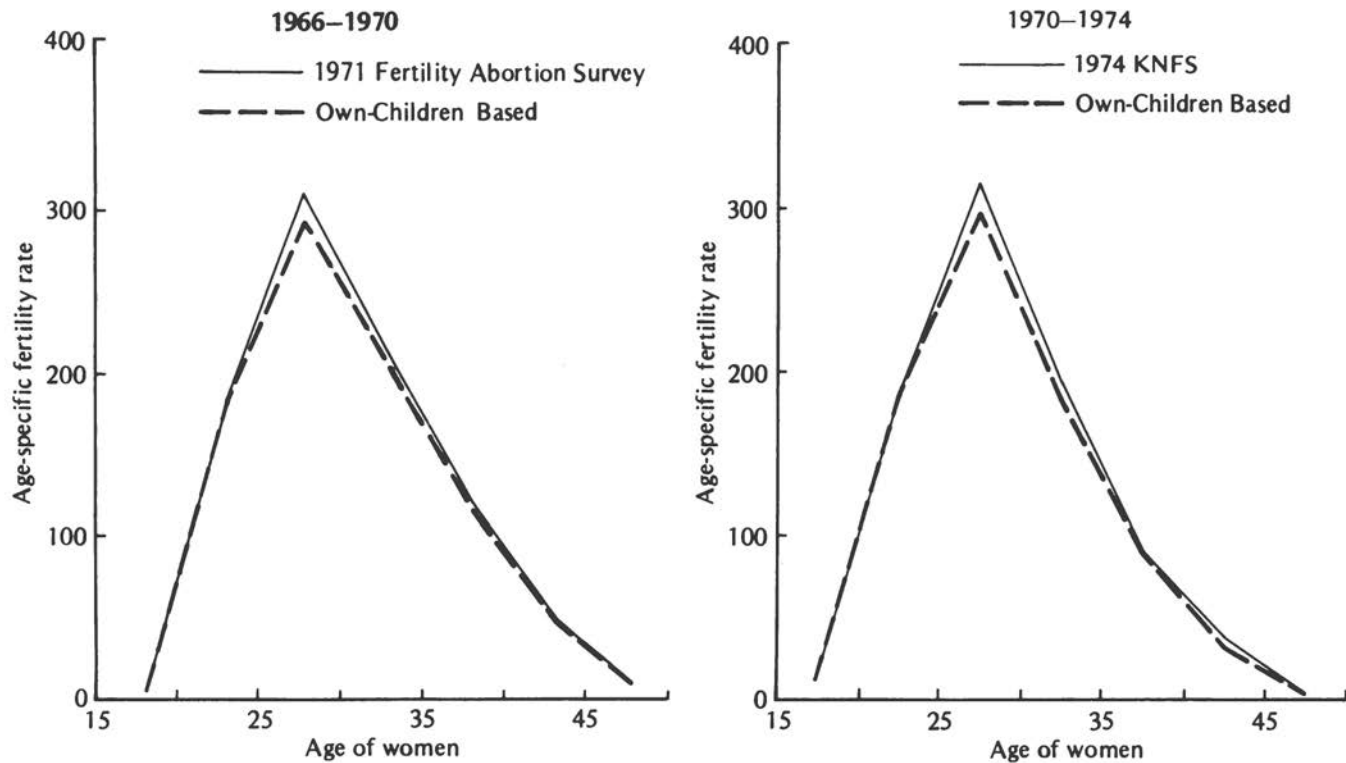 1966–1970
400
1971 Fertility Abortion Survey
Own-Children Based
300
200
100
0
Age-specific fertility rate
15
25
35
45
Age of women
1970–1974
400
1974 KNFS
Own-Children Based
300
200
100
0
Age-specific fertility rate
15
25
35
45
Age of women